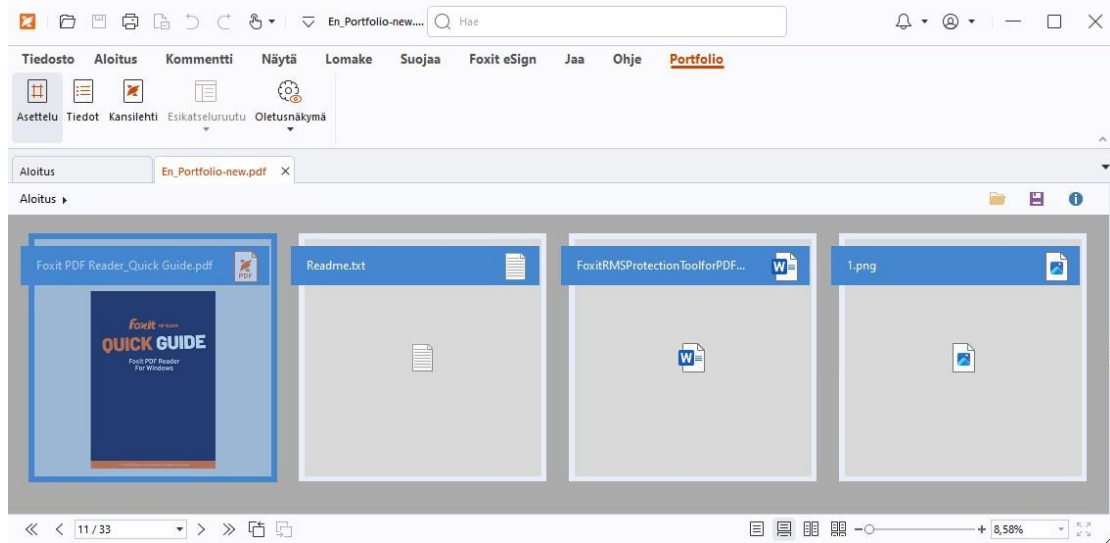 En_Portfolio-new....
Hae
Tiedosto Aloitus Kommentti Näytä Lomake Suojaa Foxit eSign Jaa Ohje Portfolio
Asettelu Tiedot Kansilehti Esikatseluruutu Oletusnäkymä
Aloitus En_Portfolio-new.pdf
Aloitus
Foxit PDF Reader_Quick Guide.pdf
PDF
Readme.txt
FoxitRMSProtectionToolforPDF...
W
1.png
foxit PDF READER
QUICK GUIDE
Foxit PDF Reader
For Windows
W
11 / 33
8,58%